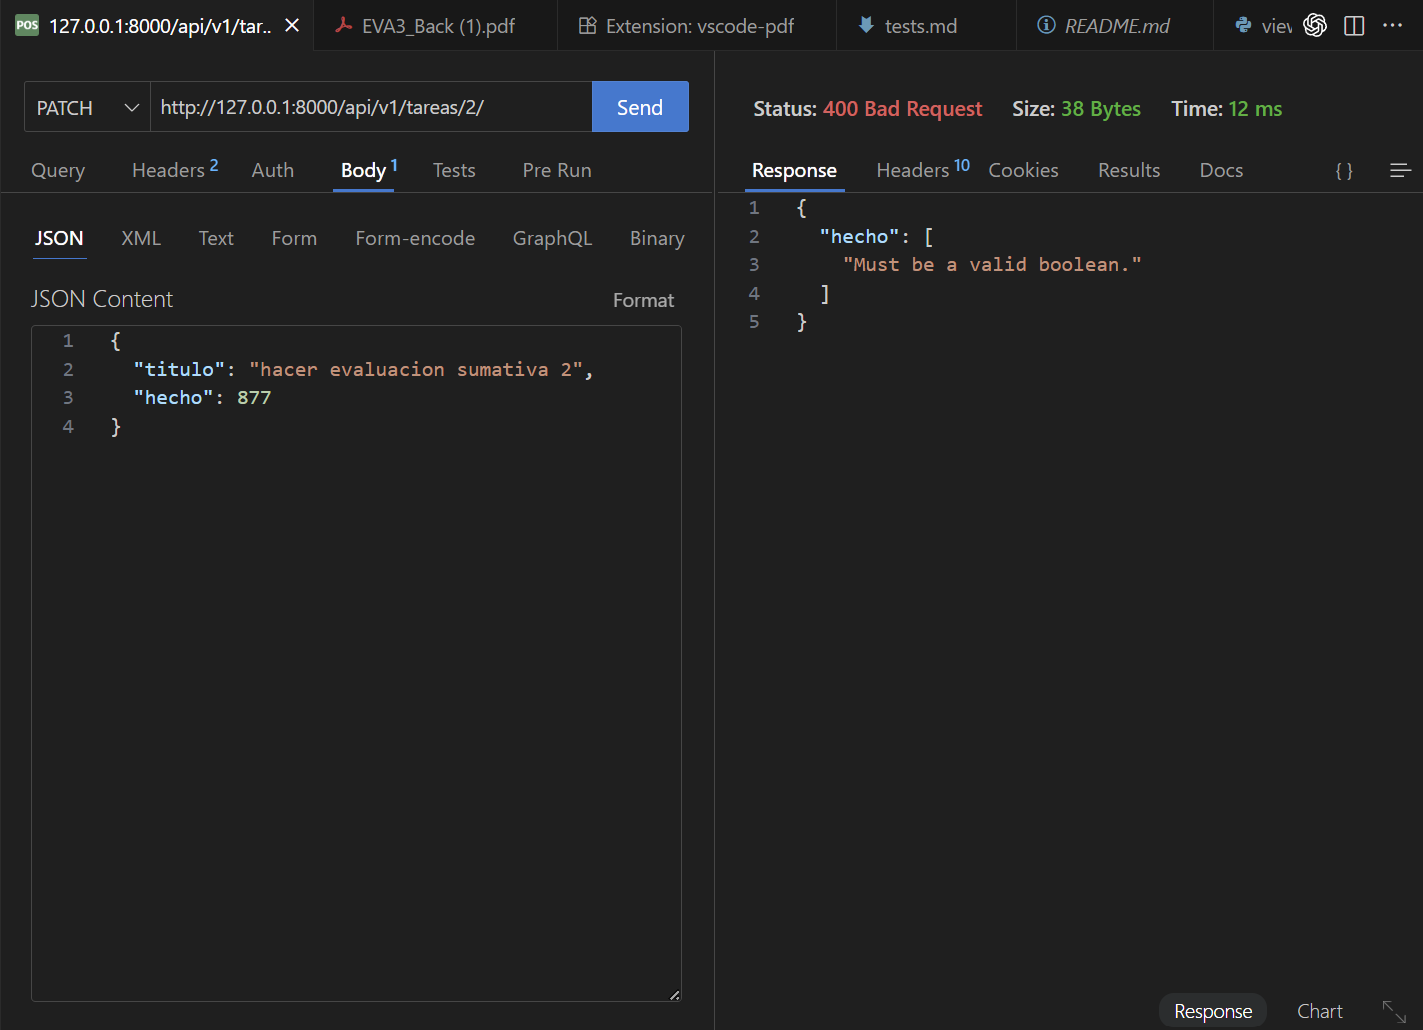 POS 127.0.0.1:8000/api/v1/tar.. EVA3_Back (1).pdf Extension: vscode-pdf tests.md README.md
PATCH http://127.0.0.1:8000/api/v1/tareas/2/ Send
Query Headers 2 Auth Body 1 Tests Pre Run
JSON XML Text Form Form-encode GraphQL Binary
JSON Content Format
1 {
2 "titulo": "hacer evaluacion sumativa 2",
3 "hecho": 877
4 }
Status: 400 Bad Request Size: 38 Bytes Time: 12 ms
Response Headers 10 Cookies Results Docs { }
1 {
2 "hecho": [
3 "Must be a valid boolean."
4 ]
5 }
Response Chart